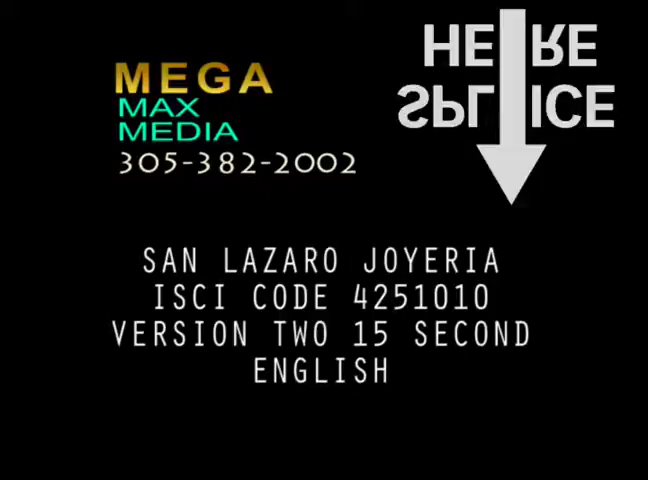 MEGA
MAX
MEDIA
305-382-2002
SPLICE
HERE
SAN LAZARO JOYERIA
ISCI CODE 4251010
VERSION TWO 15 SECOND
ENGLISH